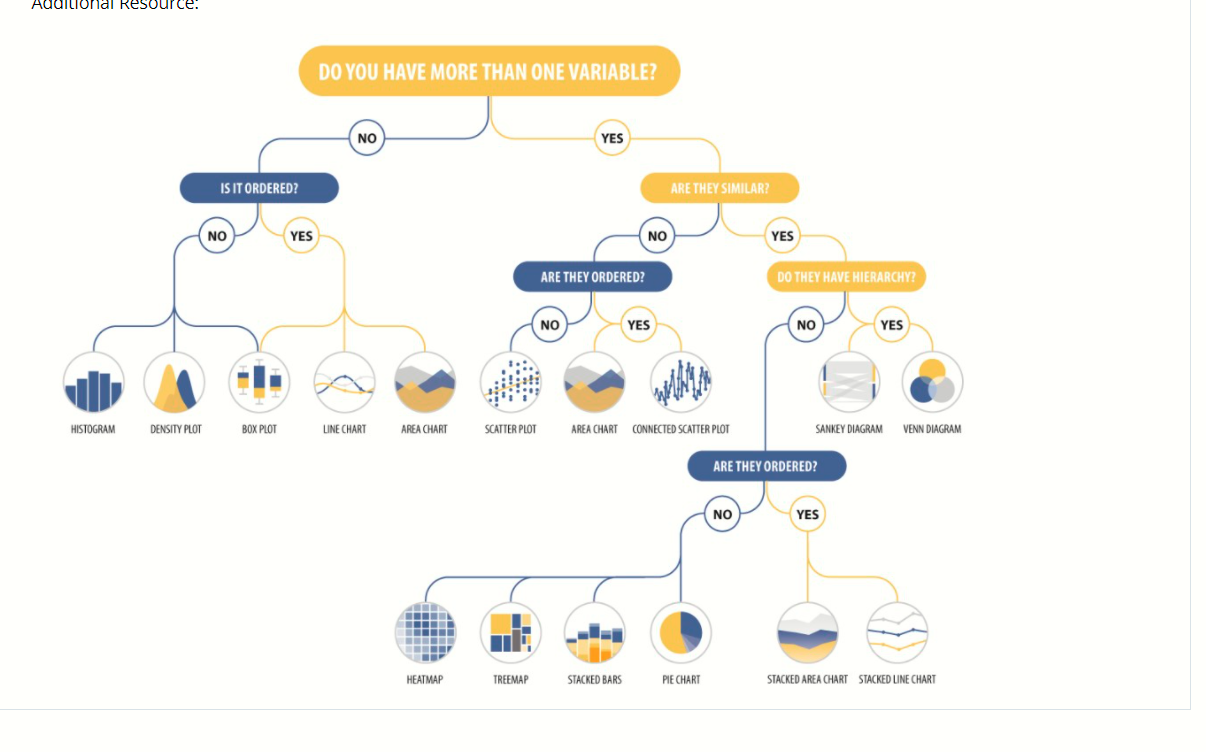 Additional Resource:
DO YOU HAVE MORE THAN ONE VARIABLE?
NO
YES
IS IT ORDERED?
ARE THEY SIMILAR?
NO
YES
NO
YES
ARE THEY ORDERED?
DO THEY HAVE HIERARCHY?
NO
YES
NO
YES
HISTOGRAM
DENSITY PLOT
BOX PLOT
LINE CHART
AREA CHART
SCATTER PLOT
AREA CHART
CONNECTED SCATTER PLOT
SANKEY DIAGRAM
VENN DIAGRAM
ARE THEY ORDERED?
NO
YES
HEATMAP
TREEMAP
STACKED BARS
PIE CHART
STACKED AREA CHART
STACKED LINE CHART